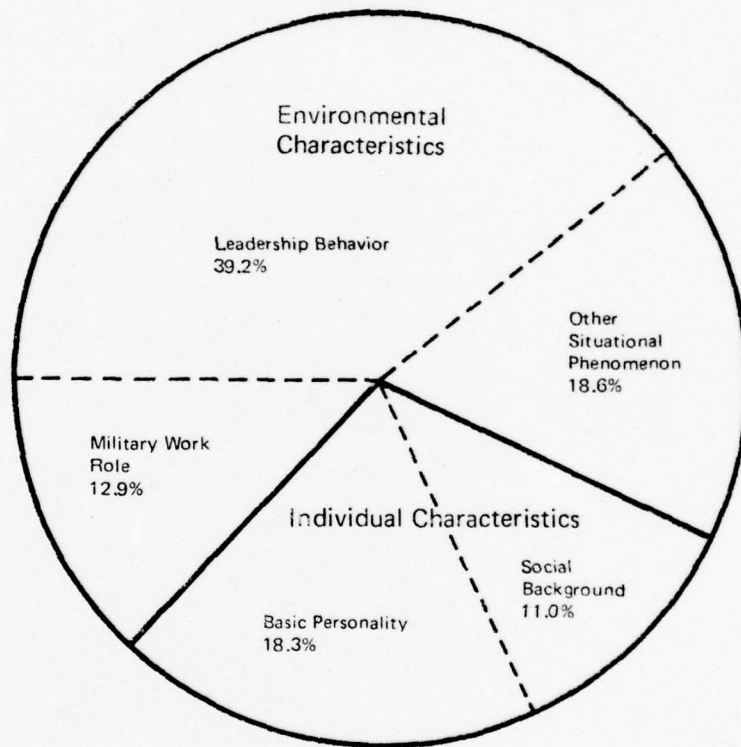 Environmental
Characteristics
Leadership Behavior
39.2%
Other
Situational
Phenomenon
18.6%
Military Work
Role
12.9%
Individual Characteristics
Social
Background
11.0%
Basic Personality
18.3%